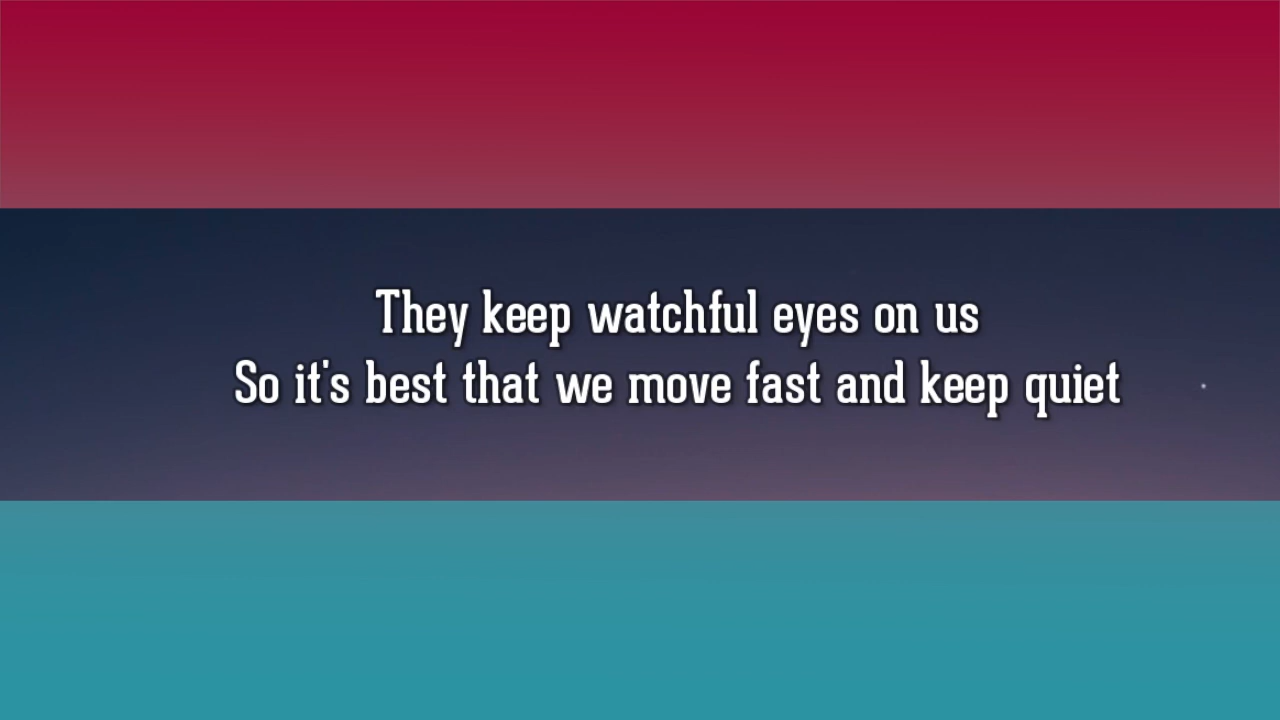 They keep watchful eyes on us
So it's best that we move fast and keep quiet